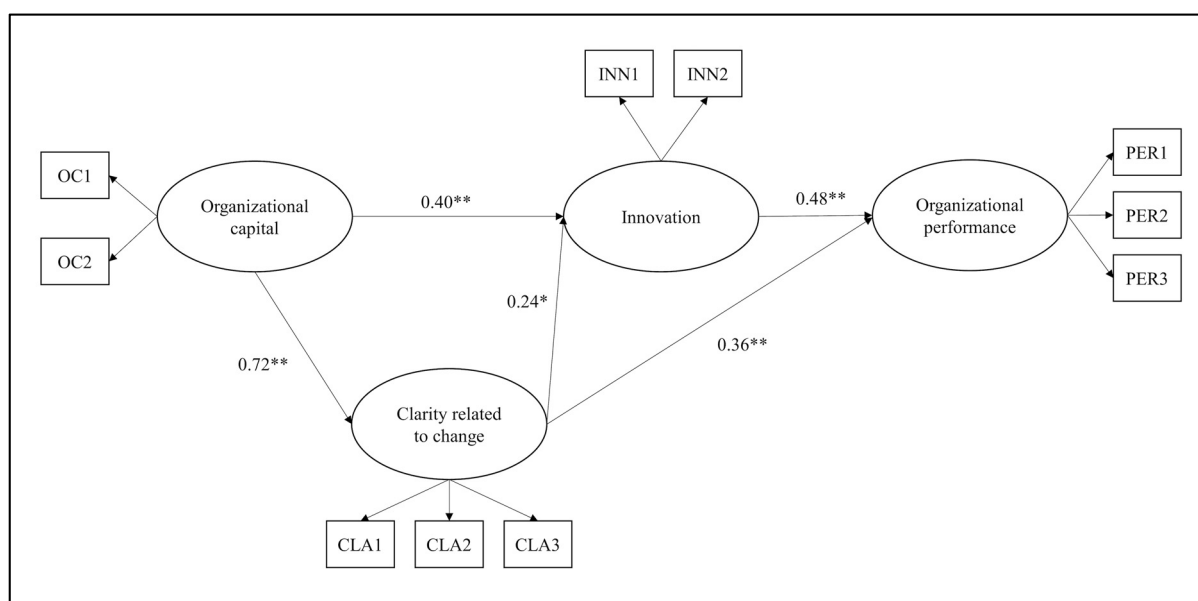 INN1
INN2
OC1
OC2
Organizational
capital
0.40**
Innovation
0.48**
Organizational
performance
PER1
PER2
PER3
0.24*
0.72**
0.36**
Clarity related
to change
CLA1
CLA2
CLA3